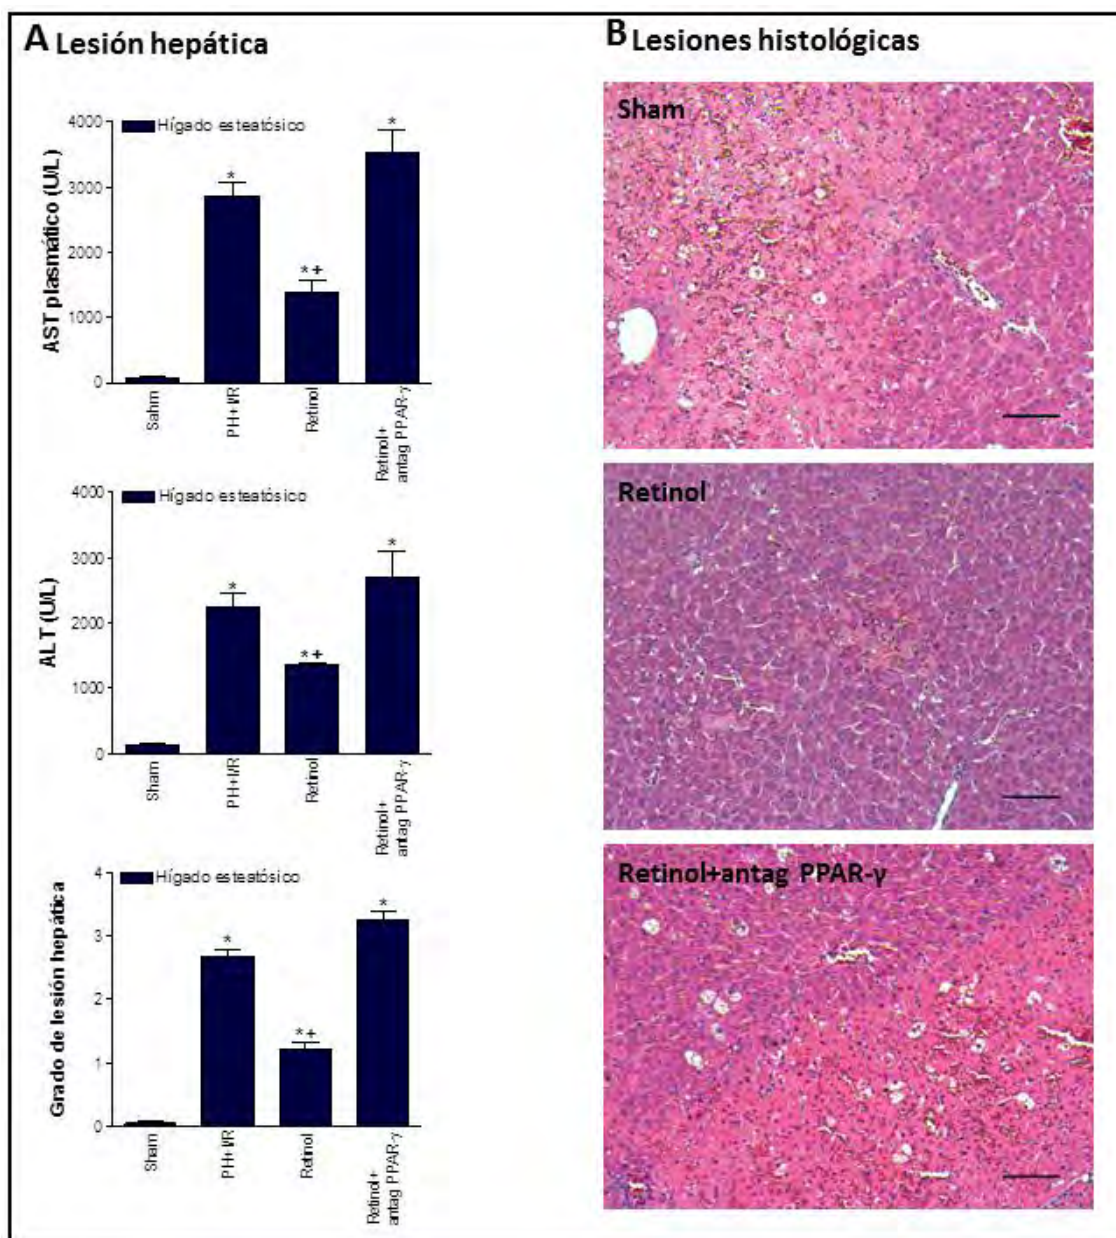 A Lesión hepática
Hígado esteatósico
AST plasmático (U/L)
4000
3000
2000
1000
0
*
*+
*
Sahm
PH+I/R
Retinol
Retinol+
antag PPAR-γ
Hígado esteatósico
ALT (U/L)
4000
3000
2000
1000
0
*
*+
*
Sham
PH+I/R
Retinol
Retinol+
antag PPAR-γ
Hígado esteatósico
Grado de lesión hepática
4
3
2
1
0
*
*+
*
Sham
PH+I/R
Retinol
Retinol+
antag PPAR-γ
B Lesiones histológicas
Sham
Retinol
Retinol+antag PPAR-γ